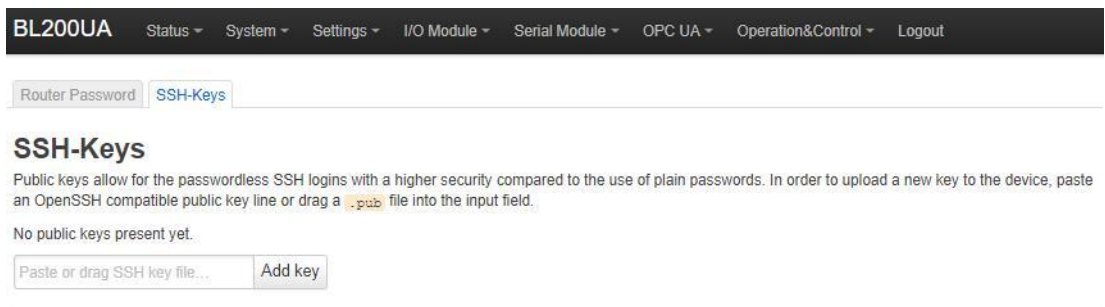 BL200UA Status System Settings I/O Module Serial Module OPC UA Operation&Control Logout
Router Password SSH-Keys
SSH-Keys
Public keys allow for the passwordless SSH logins with a higher security compared to the use of plain passwords. In order to upload a new key to the device, paste
an OpenSSH compatible public key line or drag a .pub file into the input field.
No public keys present yet.
Paste or drag SSH key file... Add key